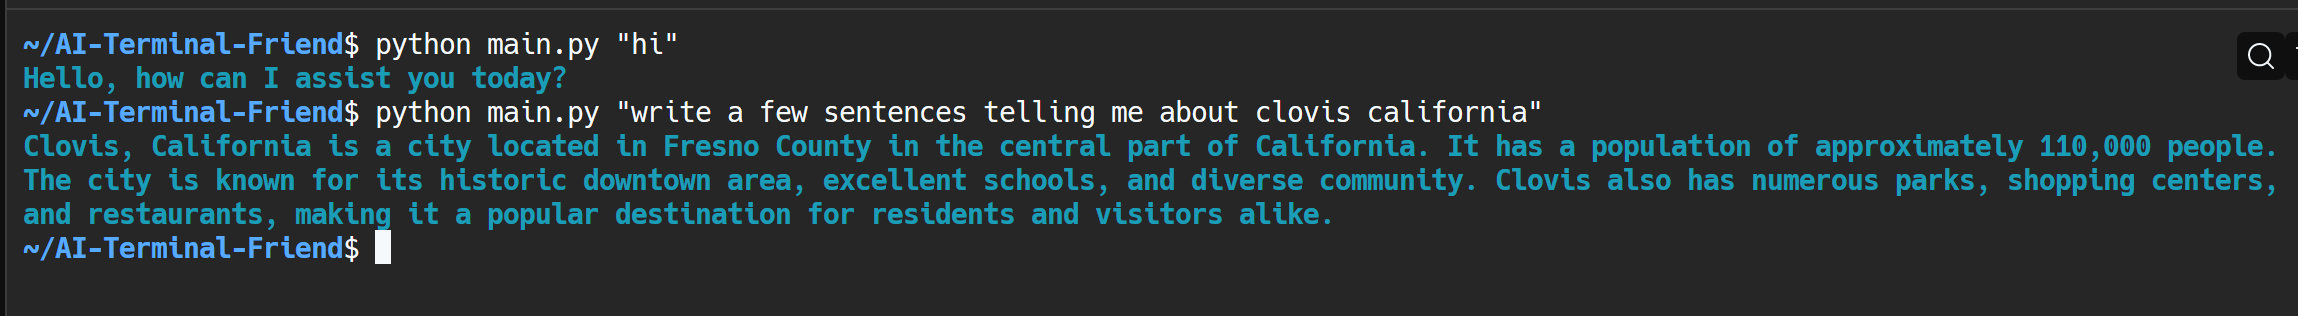 ~/AI-Terminal-Friend$ python main.py "hi"
Hello, how can I assist you today?
~/AI-Terminal-Friend$ python main.py "write a few sentences telling me about clovis california"
Clovis, California is a city located in Fresno County in the central part of California. It has a population of approximately 110,000 people.
The city is known for its historic downtown area, excellent schools, and diverse community. Clovis also has numerous parks, shopping centers,
and restaurants, making it a popular destination for residents and visitors alike.
~/AI-Terminal-Friend$